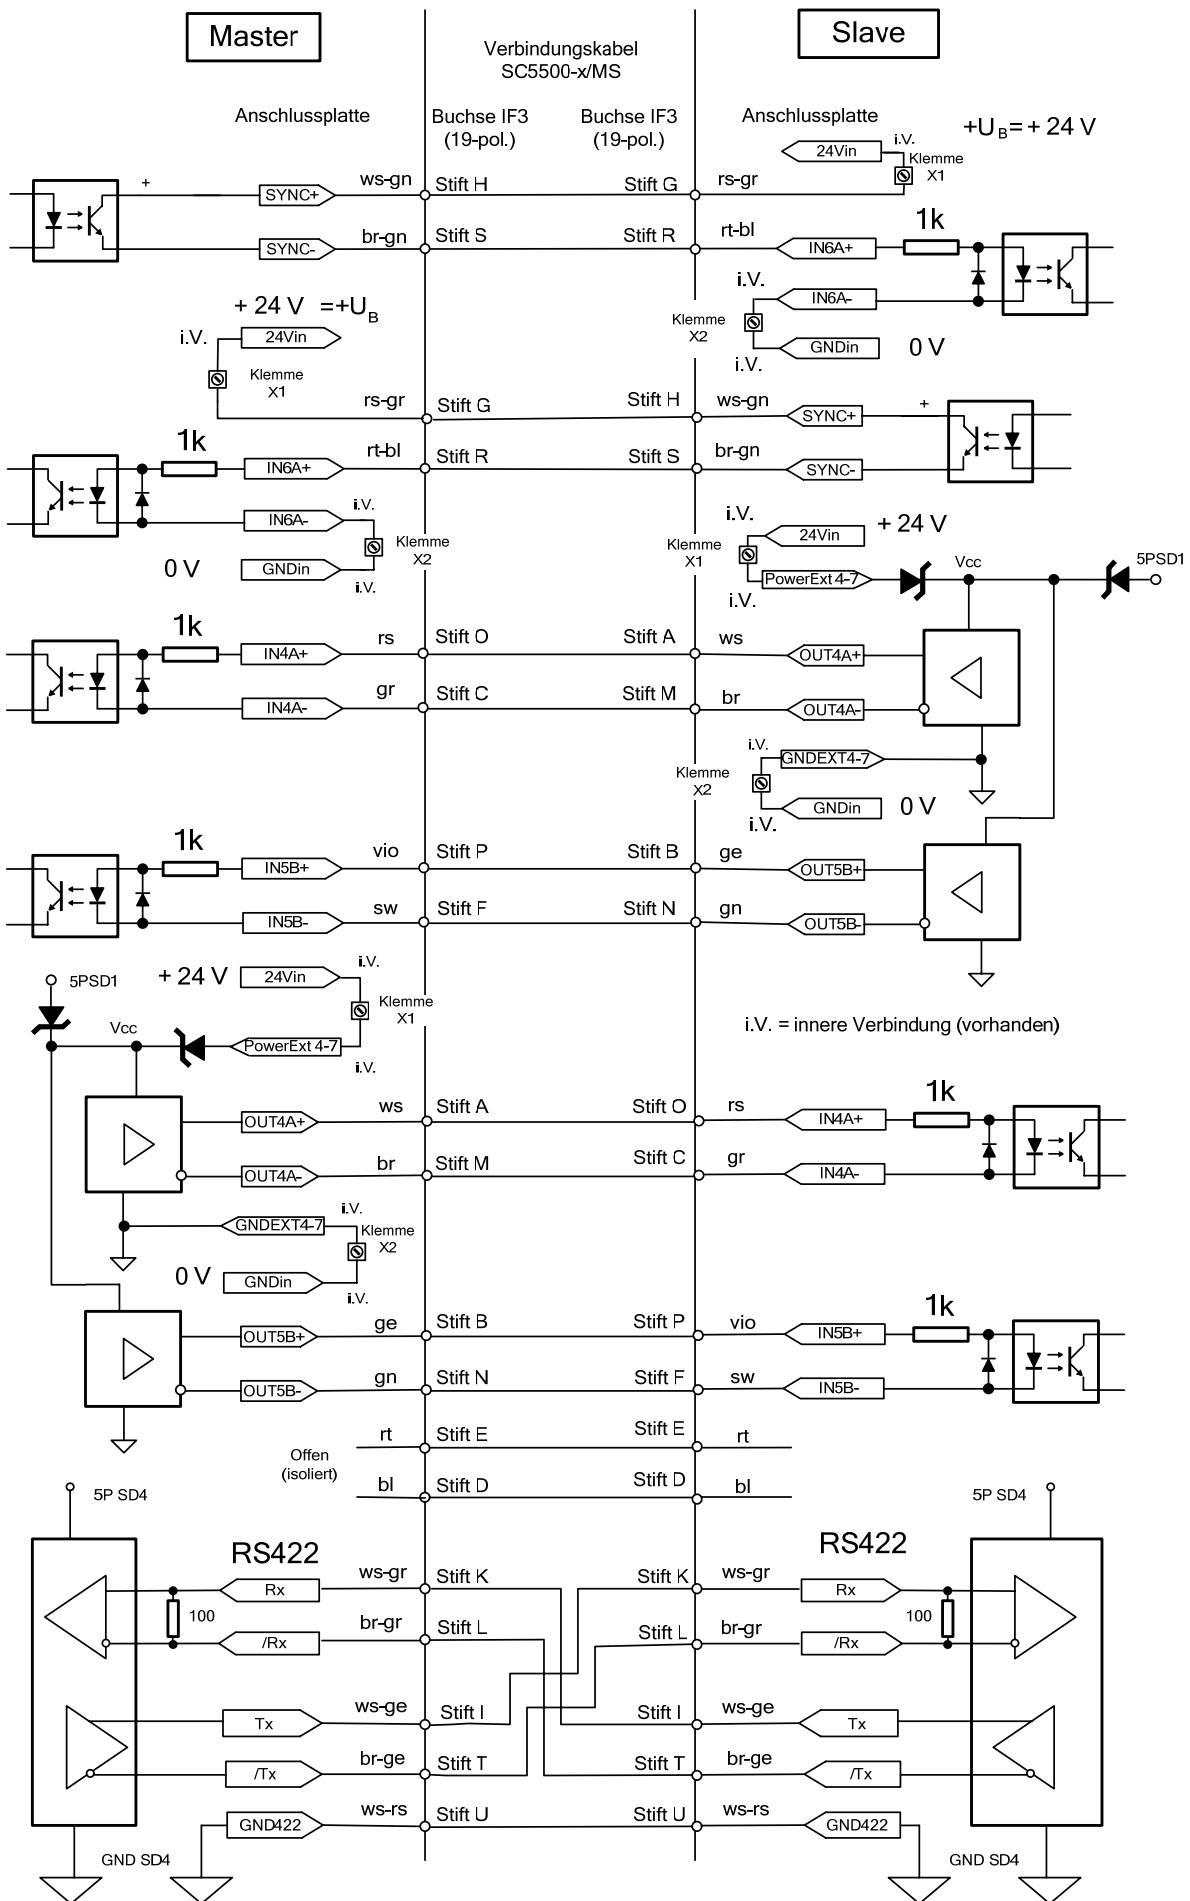 Master
Verbindungskabel
SC5500-x/MS
Slave
Anschlussplatte
Buchse IF3
(19-pol.)
Buchse IF3
(19-pol.)
Anschlussplatte
+UB=+ 24 V
24Vin
i.V.
Klemme
X1
+
SYNC+
ws-gn
Stift H
Stift G
rs-gr
SYNC-
br-gn
Stift S
Stift R
rt-bl
IN6A+
1k
i.V.
IN6A-
Klemme
X2
GNDin
0 V
i.V.
+ 24 V =+UB
i.V.
24Vin
Klemme
X1
rs-gr
Stift G
Stift H
ws-gn
SYNC+
+
1k
IN6A+
rt-bl
Stift R
Stift S
br-gn
SYNC-
i.V.
IN6A-
Klemme
X2
0 V
GNDin
i.V.
i.V.
24Vin
+ 24 V
Klemme
X1
PowerExt 4-7
i.V.
Vcc
5PSD1
1k
IN4A+
rs
Stift O
Stift A
ws
OUT4A+
IN4A-
gr
Stift C
Stift M
br
OUT4A-
i.V.
GNDEXT4-7
Klemme
X2
GNDin
0 V
i.V.
1k
IN5B+
vio
Stift P
Stift B
ge
OUT5B+
IN5B-
sw
Stift F
Stift N
gn
OUT5B-
5PSD1
+ 24 V
24Vin
i.V.
Klemme
X1
Vcc
PowerExt 4-7
i.V.
i.V. = innere Verbindung (vorhanden)
OUT4A+
ws
Stift A
Stift O
rs
IN4A+
1k
OUT4A-
br
Stift M
Stift C
gr
IN4A-
i.V.
GNDEXT4-7
Klemme
X2
0 V
GNDin
i.V.
OUT5B+
ge
Stift B
Stift P
vio
IN5B+
1k
OUT5B-
gn
Stift N
Stift F
sw
IN5B-
Offen
(isoliert)
rt
Stift E
Stift E
rt
bl
Stift D
Stift D
bl
5P SD4
5P SD4
RS422
RS422
100
Rx
ws-gr
Stift K
Stift K
ws-gr
Rx
100
/Rx
br-gr
Stift L
Stift L
br-gr
/Rx
Tx
ws-ge
Stift I
Stift I
ws-ge
Tx
/Tx
br-ge
Stift T
Stift T
br-ge
/Tx
GND422
ws-rs
Stift U
Stift U
ws-rs
GND422
GND SD4
GND SD4